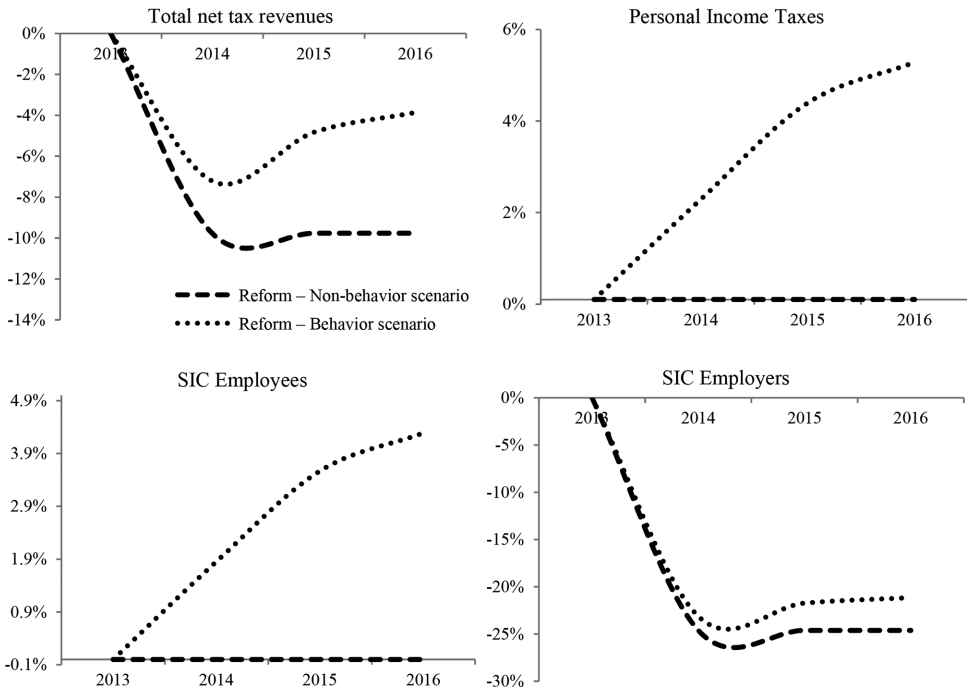 Total net tax revenues
0%
-2%
-4%
-6%
-8%
-10%
-12%
-14%
2013 2014 2015 2016
Reform – Non-behavior scenario
Reform – Behavior scenario
Personal Income Taxes
6%
4%
2%
0%
2013 2014 2015 2016
SIC Employees
4.9%
3.9%
2.9%
1.9%
0.9%
-0.1%
2013 2014 2015 2016
SIC Employers
0%
-5%
-10%
-15%
-20%
-25%
-30%
2013 2014 2015 2016